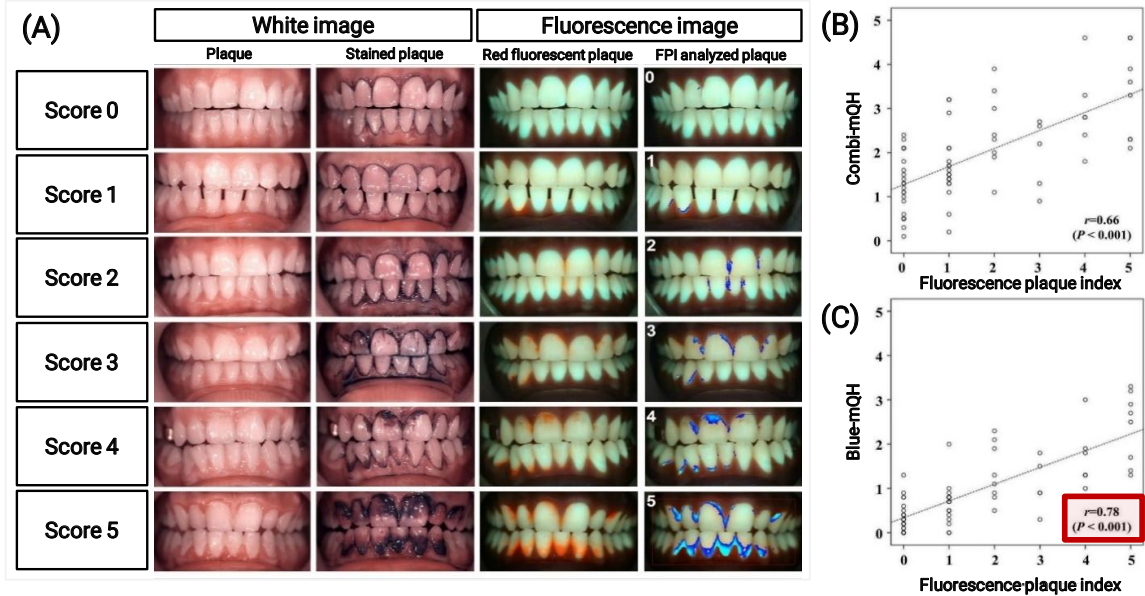 (A)
White image
Fluorescence image
Plaque
Stained plaque
Red fluorescent plaque
FPI analyzed plaque
Score 0
0
Score 1
1
Score 2
2
Score 3
3
Score 4
4
Score 5
5
(B)
5
4
3
2
1
0
Combi-mQH
r=0.66
(P < 0.001)
0 1 2 3 4 5
Fluorescence plaque index
(C)
5
4
3
2
1
0
Blue-mQH
r=0.78
(P < 0.001)
0 1 2 3 4 5
Fluorescence plaque index